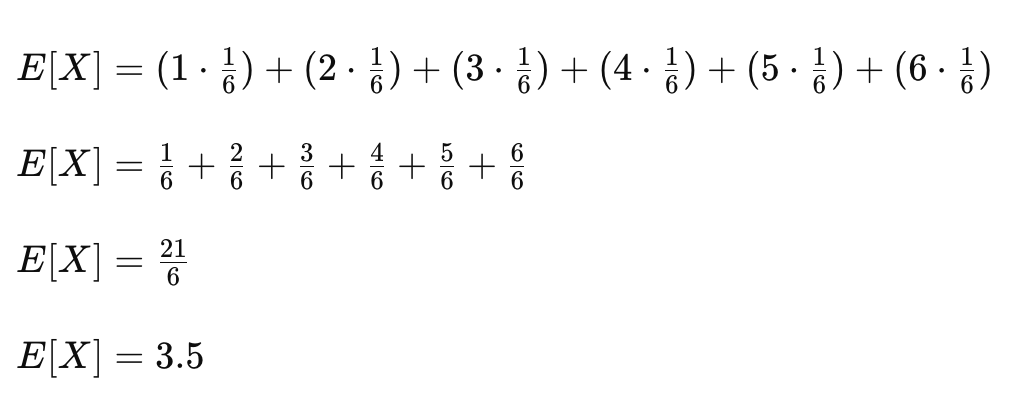 E[X] = (1 · 1/6) + (2 · 1/6) + (3 · 1/6) + (4 · 1/6) + (5 · 1/6) + (6 · 1/6)
E[X] = 1/6 + 2/6 + 3/6 + 4/6 + 5/6 + 6/6
E[X] = 21/6
E[X] = 3.5